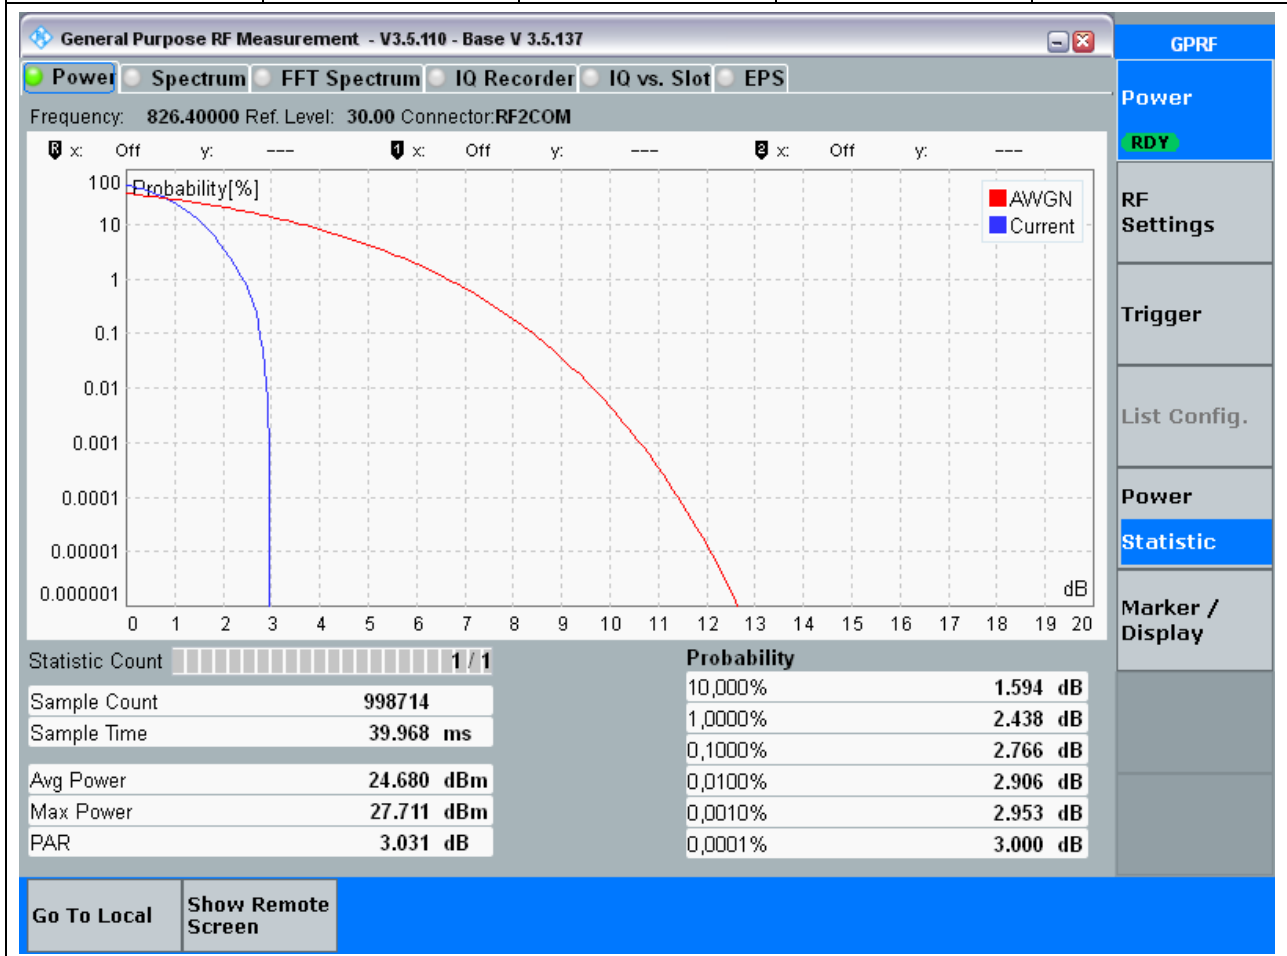 General Purpose RF Measurement - V3.5.110 - Base V 3.5.137
GPRF
Power Spectrum FFT Spectrum IQ Recorder IQ vs. Slot EPS
Frequency: 826.40000 Ref. Level: 30.00 Connector:RF2COM
R x: Off y: --- 1 x: Off y: --- 2 x: Off y: ---
Probability[%]
AWGN
Current
100
10
1
0.1
0.01
0.001
0.0001
0.00001
0.000001
dB
0 1 2 3 4 5 6 7 8 9 10 11 12 13 14 15 16 17 18 19 20
Statistic Count 1 / 1
Sample Count 998714
Sample Time 39.968 ms
Avg Power 24.680 dBm
Max Power 27.711 dBm
PAR 3.031 dB
Probability
10,000% 1.594 dB
1,0000% 2.438 dB
0,1000% 2.766 dB
0,0100% 2.906 dB
0,0010% 2.953 dB
0,0001% 3.000 dB
Power
RDY
RF
Settings
Trigger
List Config.
Power
Statistic
Marker /
Display
Go To Local
Show Remote
Screen